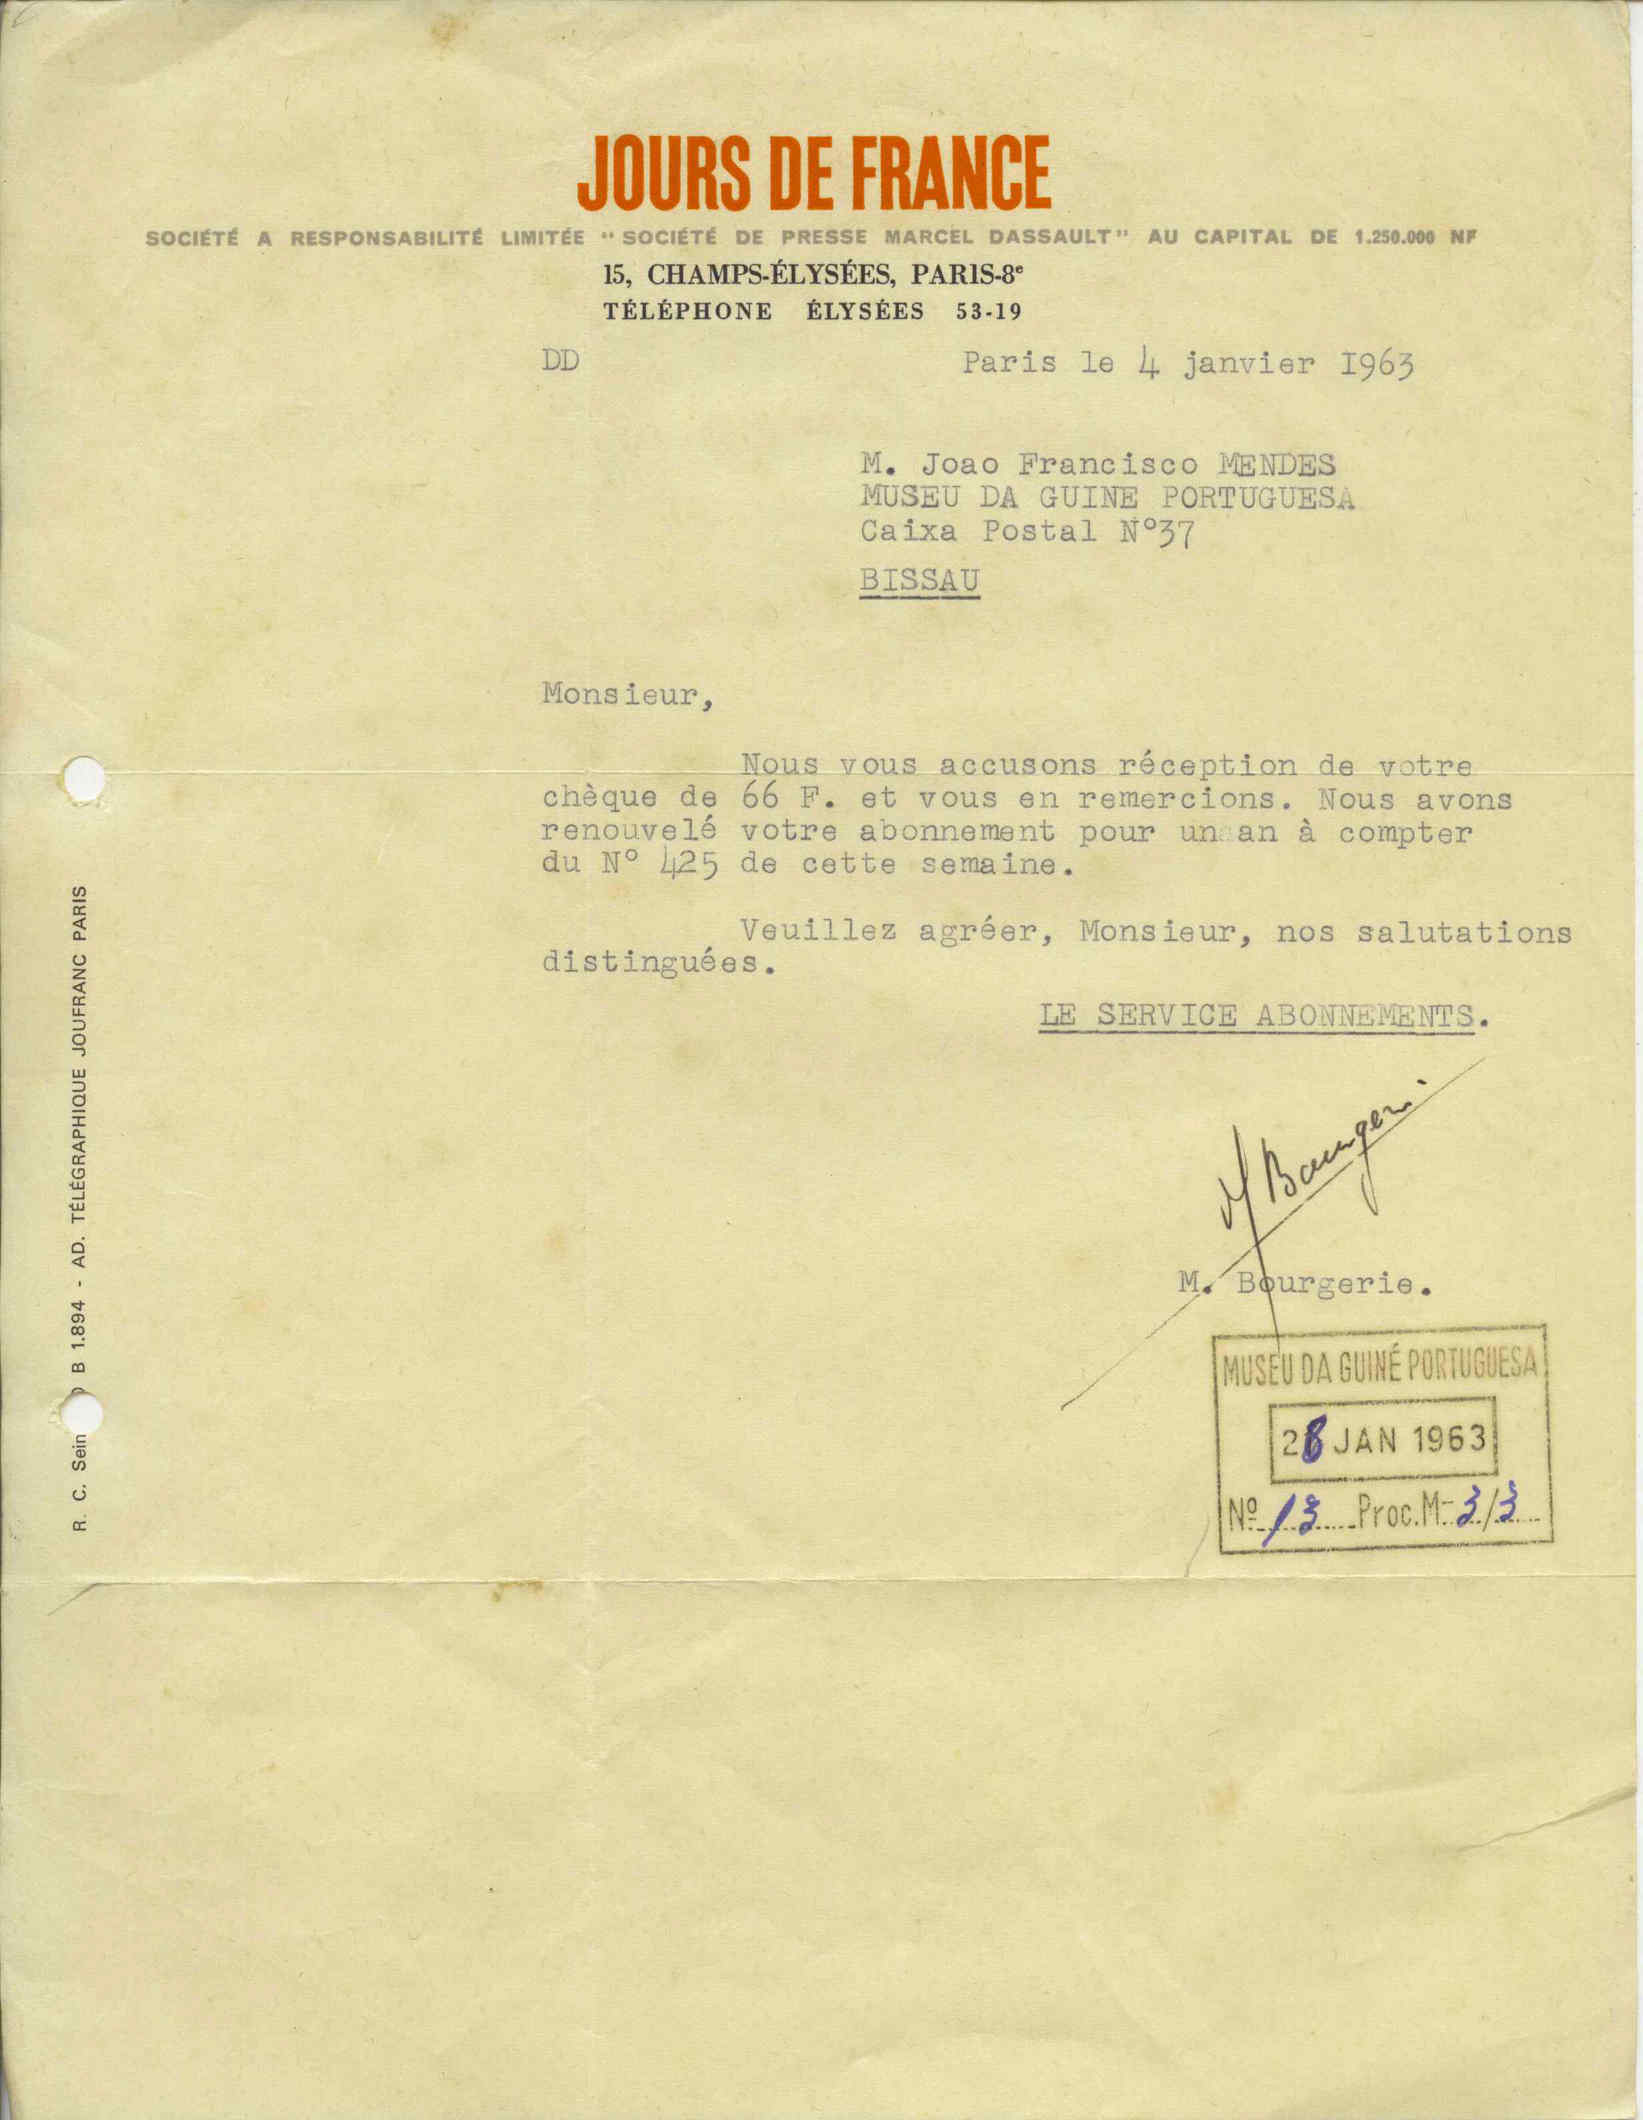 JOURS DE FRANCE
SOCIÉTÉ A RESPONSABILITÉ LIMITÉE "SOCIÉTÉ DE PRESSE MARCEL DASSAULT" AU CAPITAL DE 1.250.000 NF
15, CHAMPS-ÉLYSÉES, PARIS-8e
TÉLÉPHONE ÉLYSÉES 53-19
DD Paris le 4 janvier 1963
M. Joao Francisco MENDES
MUSEU DA GUINE PORTUGUESA
Caixa Postal N°37
BISSAU
Monsieur,
Nous vous accusons réception de votre
chèque de 66 F. et vous en remercions. Nous avons
renouvelé votre abonnement pour un an à compter
du N° 425 de cette semaine.
Veuillez agréer, Monsieur, nos salutations
distinguées.
LE SERVICE ABONNEMENTS.
M. Bourgerie.
MUSEU DA GUINÉ PORTUGUESA
JAN 1963
Nº 13 Proc. M- 3/3
R. C. Sein B 1.894 - AD. TÉLÉGRAPHIQUE JOUFRANC PARIS